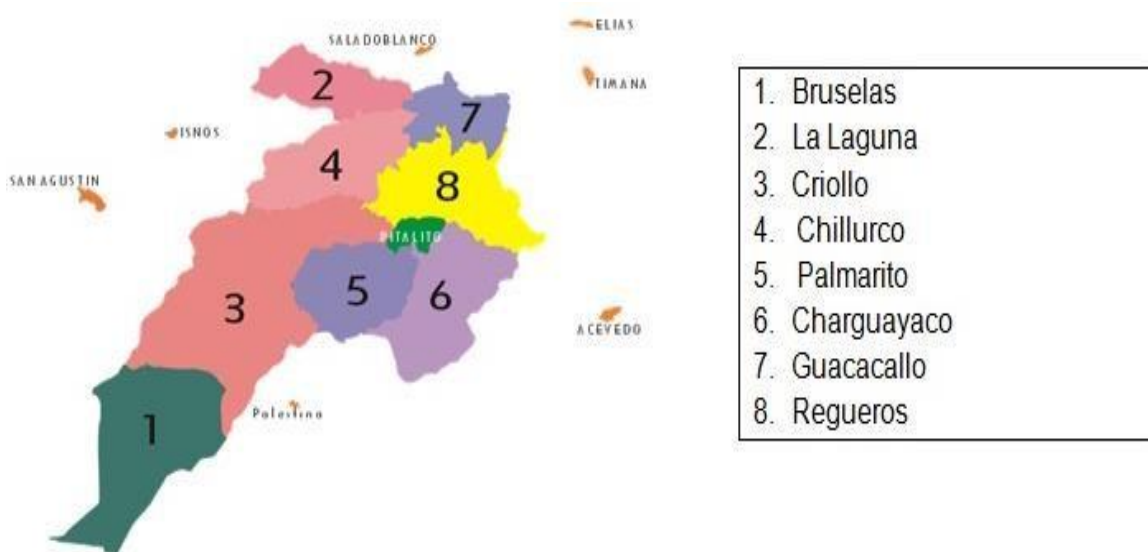 ELIAS
SALADOBLANCO
TIMANA
2
7
ISNOS
4
8
SAN AGUSTIN
PITALITO
5
6
3
ACEVEDO
Palestina
1
1. Bruselas
2. La Laguna
3. Criollo
4. Chillurco
5. Palmarito
6. Charguayaco
7. Guacacallo
8. Regueros